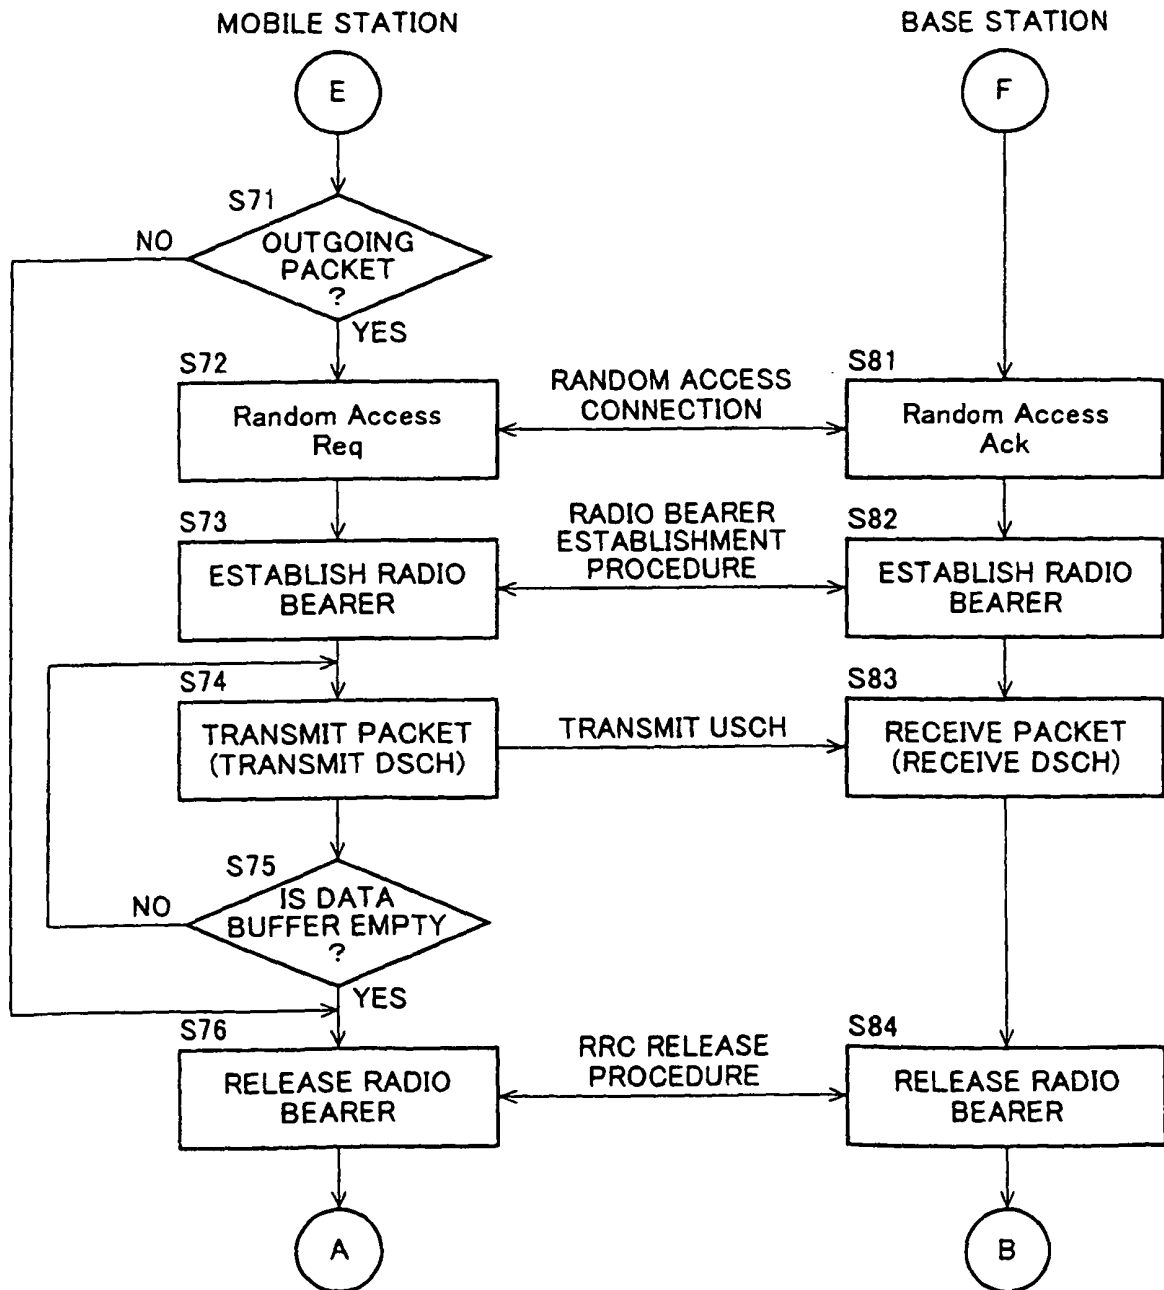 MOBILE STATION
BASE STATION
E
F
S71
NO
OUTGOING
PACKET
?
YES
S72
Random Access
Req
RANDOM ACCESS
CONNECTION
S81
Random Access
Ack
S73
ESTABLISH RADIO
BEARER
RADIO BEARER
ESTABLISHMENT
PROCEDURE
S82
ESTABLISH RADIO
BEARER
S74
TRANSMIT PACKET
(TRANSMIT DSCH)
TRANSMIT USCH
S83
RECEIVE PACKET
(RECEIVE DSCH)
S75
NO
IS DATA
BUFFER EMPTY
?
YES
S76
RELEASE RADIO
BEARER
RRC RELEASE
PROCEDURE
S84
RELEASE RADIO
BEARER
A
B